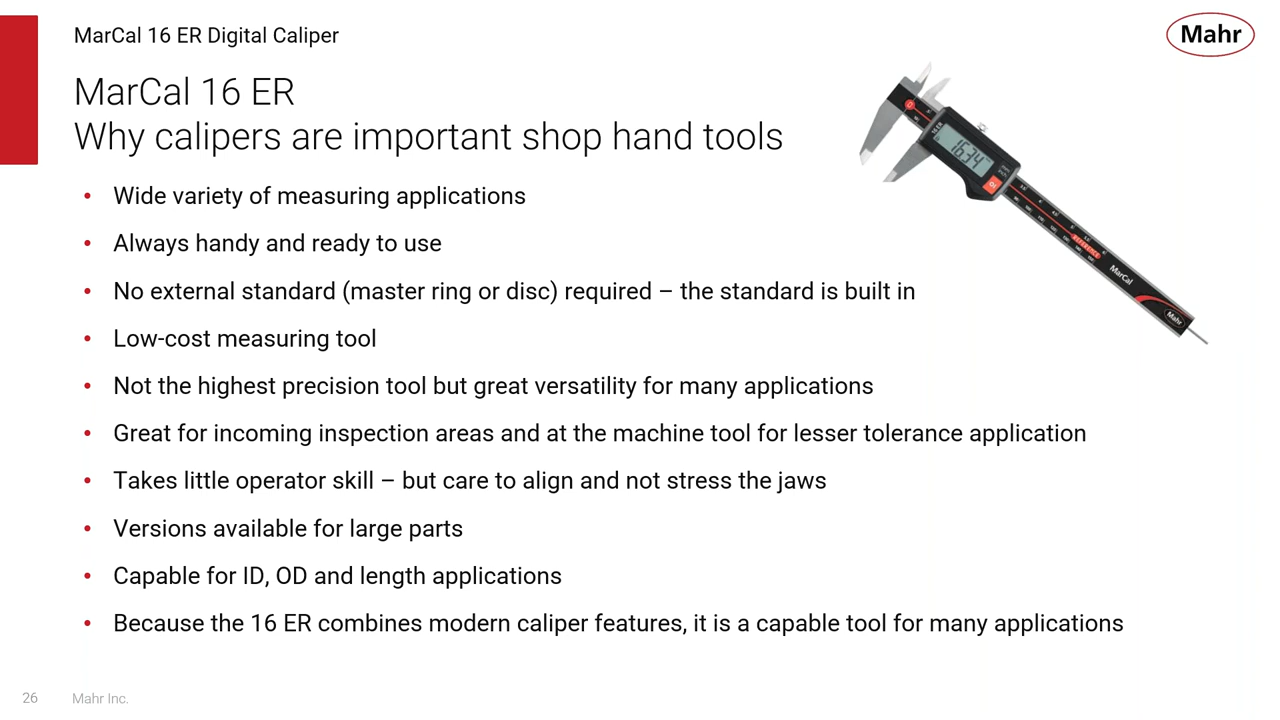 MarCal 16 ER Digital Caliper
Mahr
MarCal 16 ER
Why calipers are important shop hand tools
16.34
REFERENCE
MarCal
Mahr
• Wide variety of measuring applications
• Always handy and ready to use
• No external standard (master ring or disc) required – the standard is built in
• Low-cost measuring tool
• Not the highest precision tool but great versatility for many applications
• Great for incoming inspection areas and at the machine tool for lesser tolerance application
• Takes little operator skill – but care to align and not stress the jaws
• Versions available for large parts
• Capable for ID, OD and length applications
• Because the 16 ER combines modern caliper features, it is a capable tool for many applications
26
Mahr Inc.